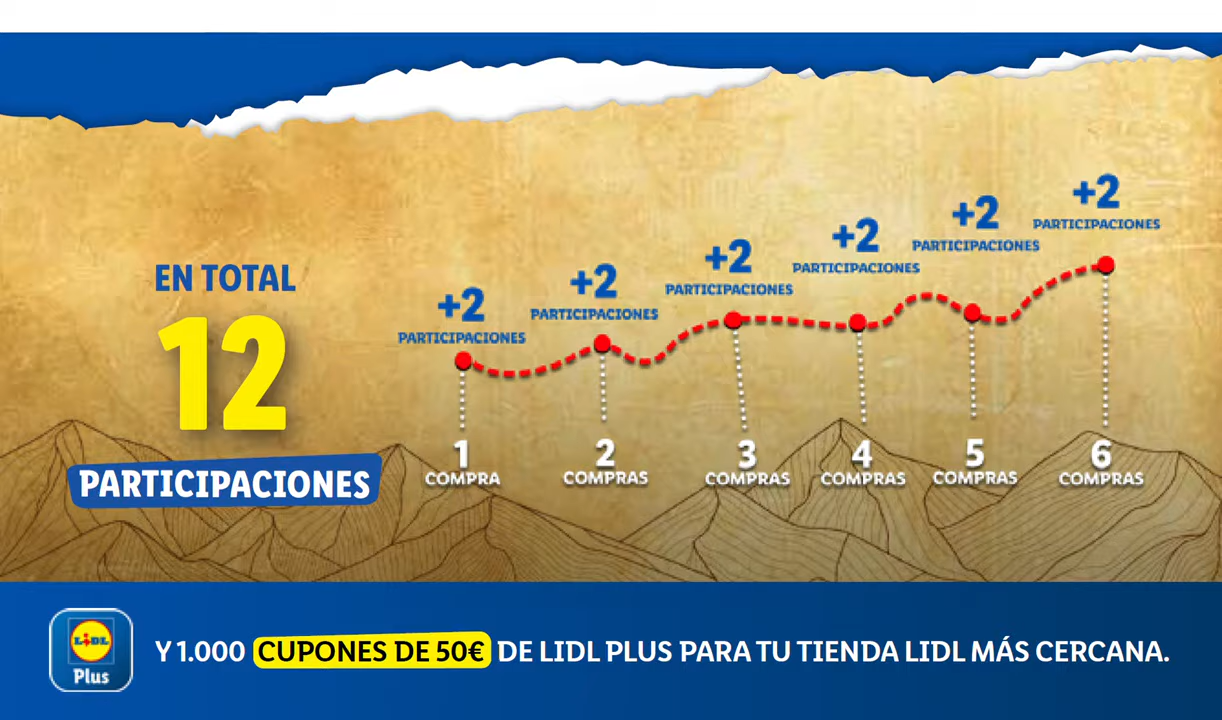 EN TOTAL
12
PARTICIPACIONES
+2
PARTICIPACIONES
+2
PARTICIPACIONES
+2
PARTICIPACIONES
+2
PARTICIPACIONES
+2
PARTICIPACIONES
+2
PARTICIPACIONES
1
COMPRA
2
COMPRAS
3
COMPRAS
4
COMPRAS
5
COMPRAS
6
COMPRAS
LIDL
Plus
Y 1.000 CUPONES DE 50€ DE LIDL PLUS PARA TU TIENDA LIDL MÁS CERCANA.